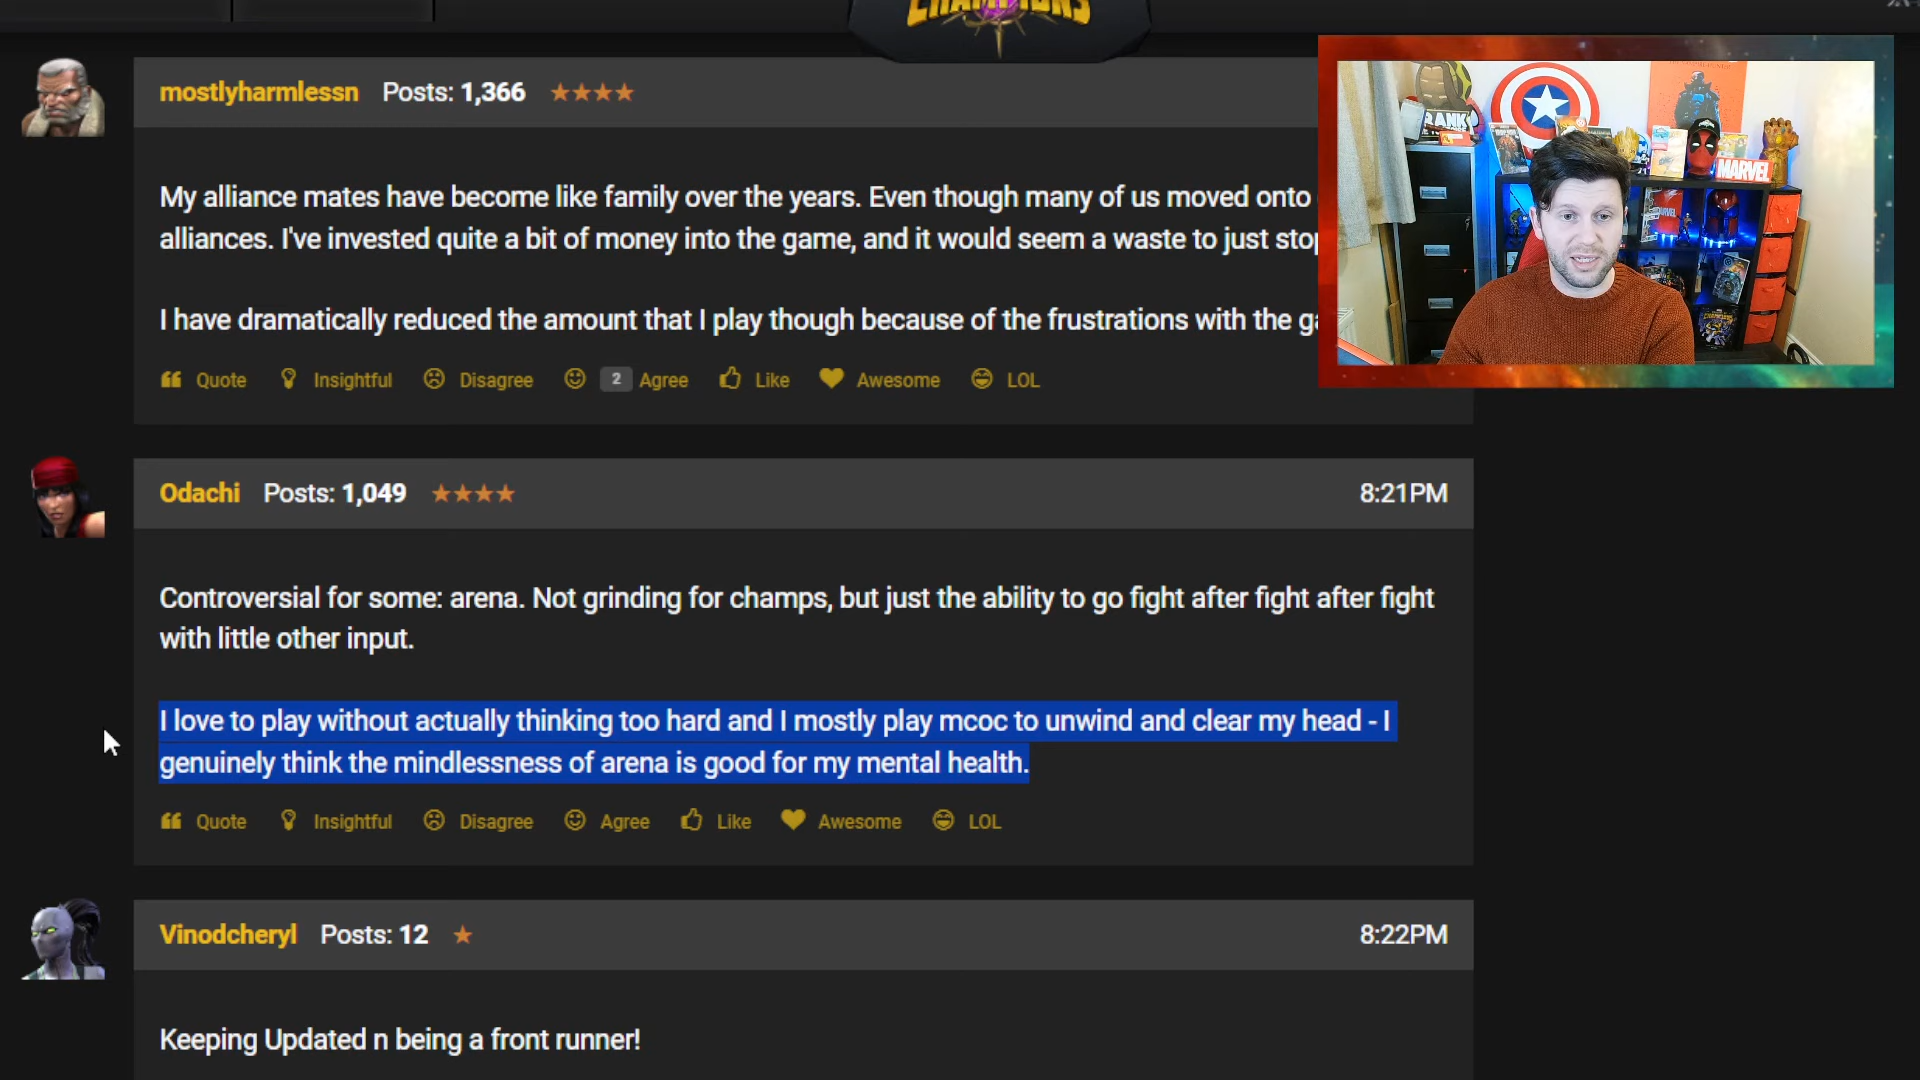 CHAMPIONS
mostlyharmlessn Posts: 1,366
My alliance mates have become like family over the years. Even though many of us moved onto
alliances. I've invested quite a bit of money into the game, and it would seem a waste to just stop
I have dramatically reduced the amount that I play though because of the frustrations with the ga
Quote Insightful Disagree 2 Agree Like Awesome LOL
FRANK
MARVEL
Odachi Posts: 1,049 8:21PM
Controversial for some: arena. Not grinding for champs, but just the ability to go fight after fight after fight
with little other input.
I love to play without actually thinking too hard and I mostly play mcoc to unwind and clear my head - I
genuinely think the mindlessness of arena is good for my mental health.
Quote Insightful Disagree Agree Like Awesome LOL
Vinodcheryl Posts: 12 8:22PM
Keeping Updated n being a front runner!